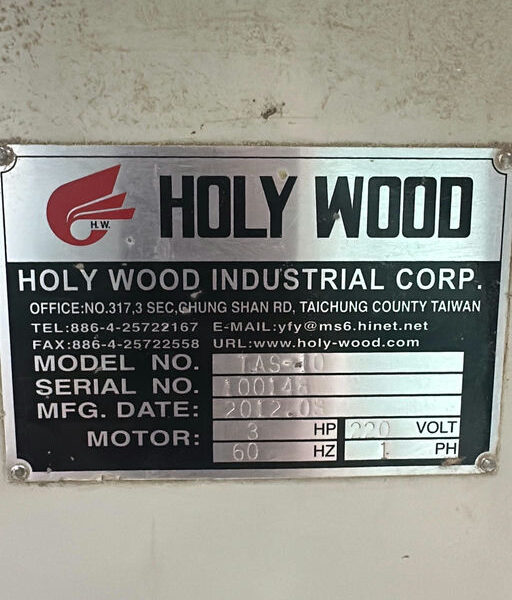 H.W. HOLY WOOD
HOLY WOOD INDUSTRIAL CORP.
OFFICE:NO.317,3 SEC,CHUNG SHAN RD, TAICHUNG COUNTY TAIWAN
TEL:886-4-25722167 E-MAIL:yfy@ms6.hinet.net
FAX:886-4-25722558 URL:www.holy-wood.com
MODEL NO.
SERIAL NO.
MFG. DATE:
MOTOR: 3 HP 220 VOLT
60 HZ 1 PH